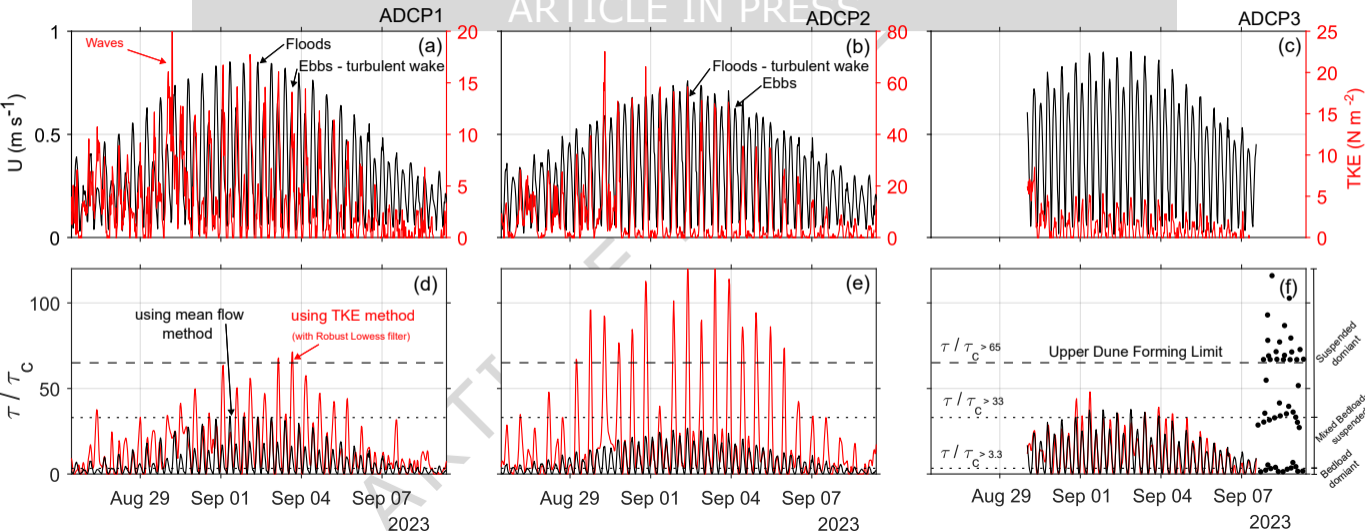 ARTICLE IN PRESS
ADCP1
ADCP2
ADCP3
U (m s-1)
1
0.5
0
Waves
(a)
Floods
Ebbs - turbulent wake
20
15
10
5
0
(b)
Floods - turbulent wake
Ebbs
80
60
40
20
0
(c)
25
20
15
10
5
0
TKE (N m-2)
τ / τc
100
50
0
(d)
using mean flow
method
using TKE method
(with Robust Lowess filter)
Aug 29
Sep 01
Sep 04
Sep 07
2023
(e)
Aug 29
Sep 01
Sep 04
Sep 07
2023
(f)
τ / τc > 65
Upper Dune Forming Limit
τ / τc > 33
τ / τc > 3.3
Aug 29
Sep 01
Sep 04
Sep 07
2023
Suspended
domiant
Mixed Bedload-
suspended
Bedload
domiant